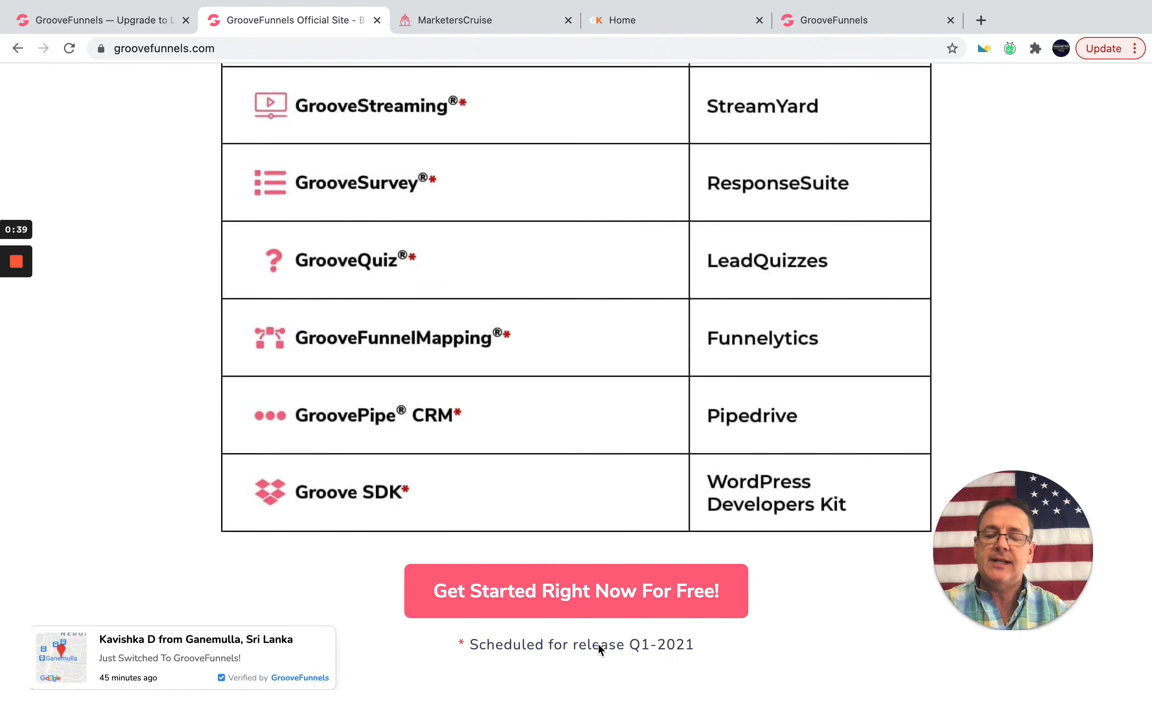 GrooveFunnels — Upgrade to L
GrooveFunnels Official Site - B
MarketersCruise
Home
GrooveFunnels
groovefunnels.com
Update
GrooveStreaming®*
StreamYard
0:39
GrooveSurvey®*
ResponseSuite
GrooveQuiz®*
LeadQuizzes
GrooveFunnelMapping®*
Funnelytics
GroovePipe® CRM*
Pipedrive
Groove SDK*
WordPress
Developers Kit
Get Started Right Now For Free!
* Scheduled for release Q1-2021
Kavishka D from Ganemulla, Sri Lanka
Just Switched To GrooveFunnels!
45 minutes ago
Verified by GrooveFunnels
Ganemulla
Google